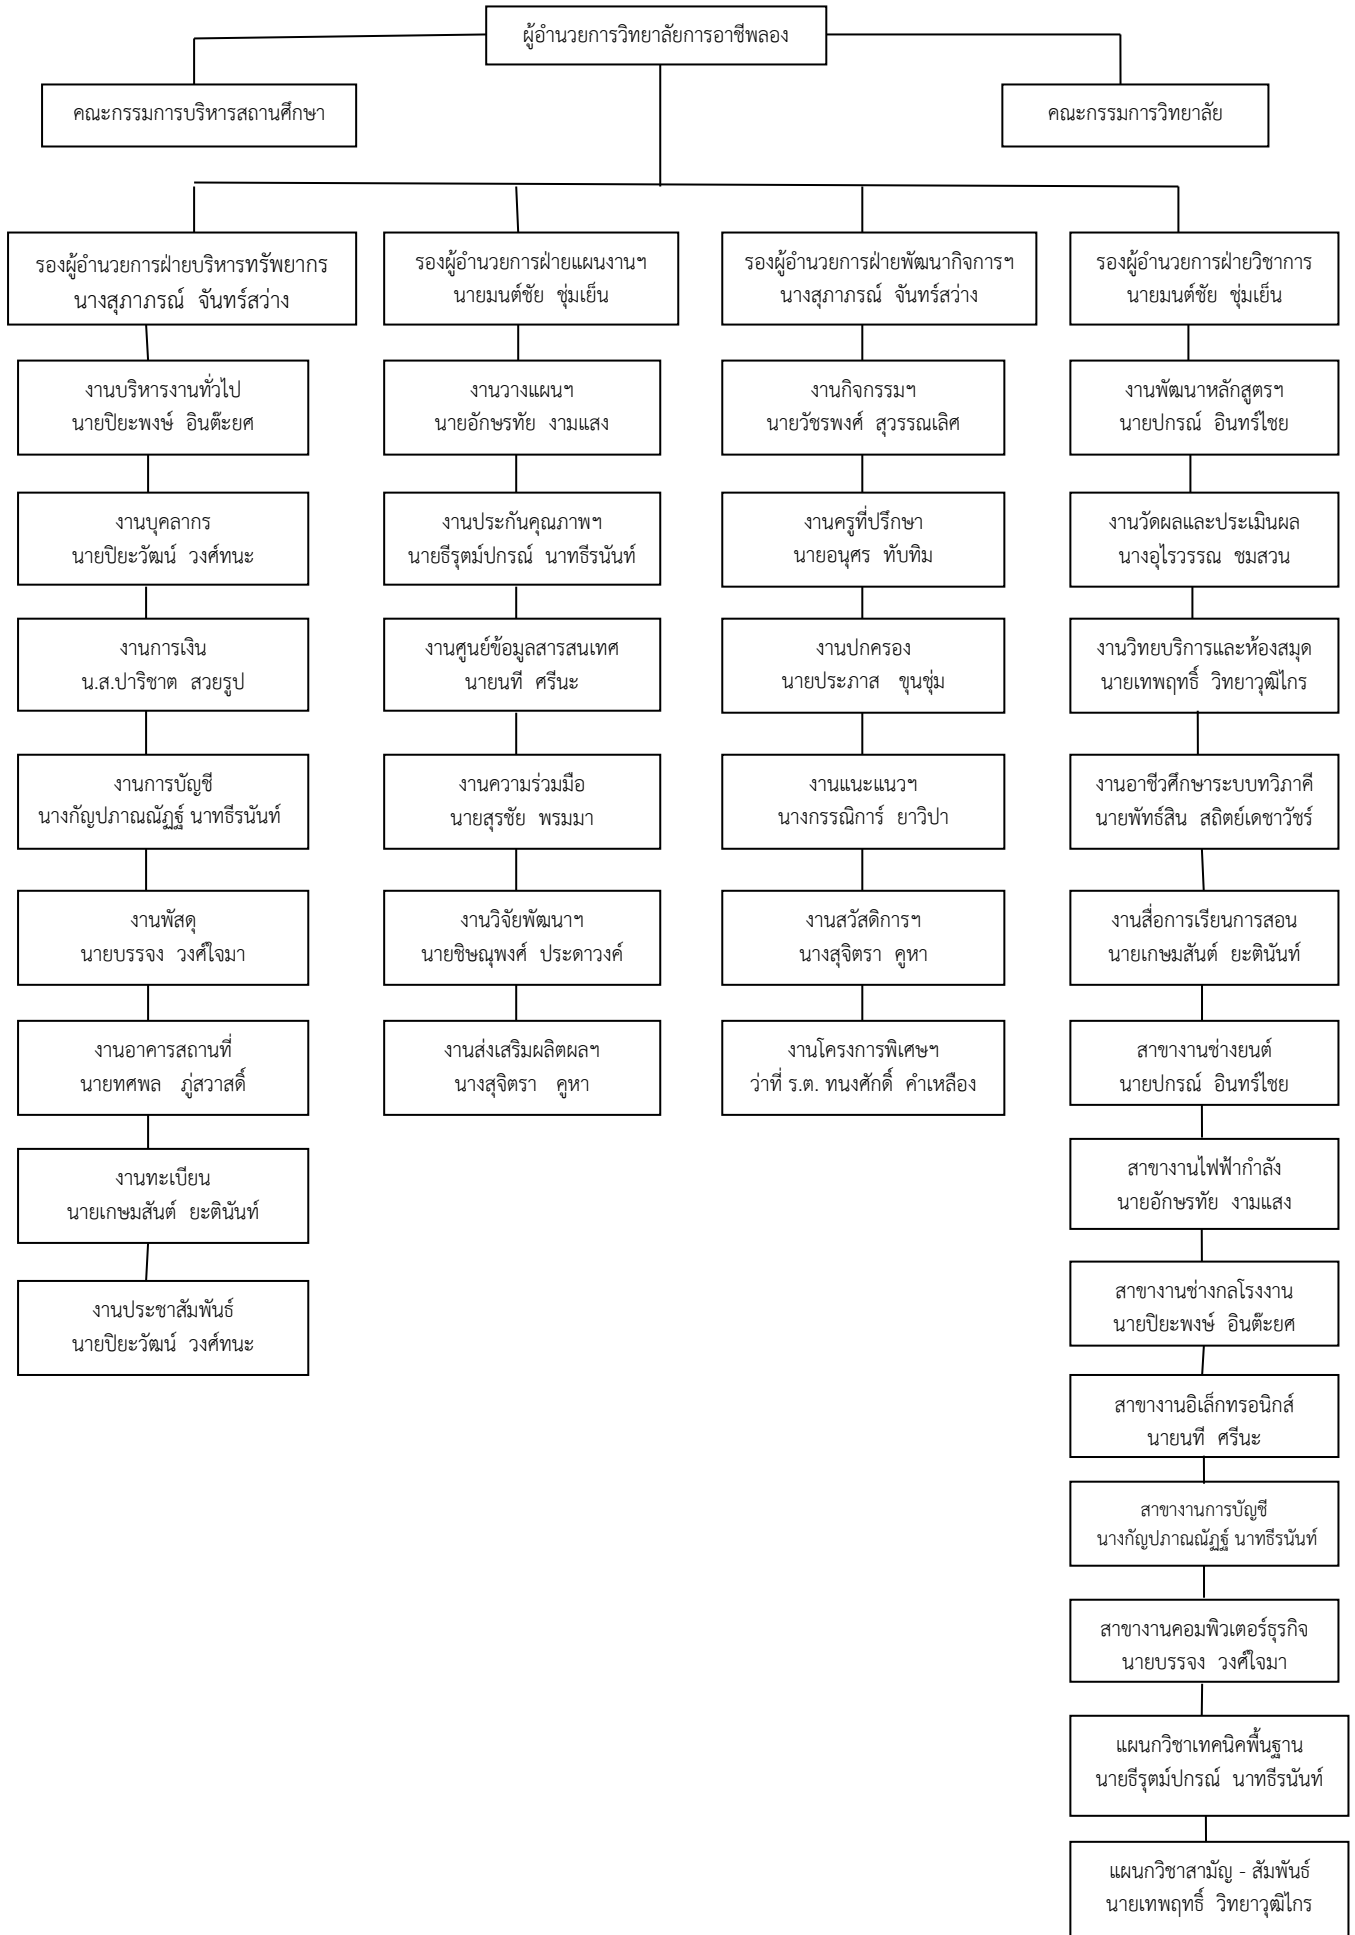 ผู้อำนวยการวิทยาลัยการอาชีพลอง
คณะกรรมการบริหารสถานศึกษา
คณะกรรมการวิทยาลัย
รองผู้อำนวยการฝ่ายบริหารทรัพยากร
นางสุภาภรณ์ จันทร์สว่าง
งานบริหารงานทั่วไป
นายปิยะพงษ์ อินต๊ะยศ
งานบุคลากร
นายปิยะวัฒน์ วงศ์ทนะ
งานการเงิน
น.ส.ปาริชาต สวยรูป
งานการบัญชี
นางกัญปภาณณัฏฐ์ นาทธีรนันท์
งานพัสดุ
นายบรรจง วงศ์ใจมา
งานอาคารสถานที่
นายทศพล ภู่สวาสดิ์
งานทะเบียน
นายเกษมสันต์ ยะตินันท์
งานประชาสัมพันธ์
นายปิยะวัฒน์ วงศ์ทนะ
รองผู้อำนวยการฝ่ายแผนงานฯ
นายมนต์ชัย ชุ่มเย็น
งานวางแผนฯ
นายอักษรทัย งามแสง
งานประกันคุณภาพฯ
นายธีรุตม์ปกรณ์ นาทธีรนันท์
งานศูนย์ข้อมูลสารสนเทศ
นายนที ศรีนะ
งานความร่วมมือ
นายสุรชัย พรมมา
งานวิจัยพัฒนาฯ
นายชิษณุพงศ์ ประดาวงค์
งานส่งเสริมผลิตผลฯ
นางสุจิตรา คูหา
รองผู้อำนวยการฝ่ายพัฒนากิจการฯ
นางสุภาภรณ์ จันทร์สว่าง
งานกิจกรรมฯ
นายวัชรพงศ์ สุวรรณเลิศ
งานครูที่ปรึกษา
นายอนุศร ทับทิม
งานปกครอง
นายประภาส ขุนชุ่ม
งานแนะแนวฯ
นางกรรณิการ์ ยาวิปา
งานสวัสดิการฯ
นางสุจิตรา คูหา
งานโครงการพิเศษฯ
ว่าที่ ร.ต. ทนงศักดิ์ คำเหลือง
รองผู้อำนวยการฝ่ายวิชาการ
นายมนต์ชัย ชุ่มเย็น
งานพัฒนาหลักสูตรฯ
นายปกรณ์ อินทร์ไชย
งานวัดผลและประเมินผล
นางอุไรวรรณ ชมสวน
งานวิทยบริการและห้องสมุด
นายเทพฤทธิ์ วิทยาวุฒิไกร
งานอาชีวศึกษาระบบทวิภาคี
นายพัทธ์สิน สถิตย์เดชาวัชร์
งานสื่อการเรียนการสอน
นายเกษมสันต์ ยะตินันท์
สาขางานช่างยนต์
นายปกรณ์ อินทร์ไชย
สาขางานไฟฟ้ากำลัง
นายอักษรทัย งามแสง
สาขางานช่างกลโรงงาน
นายปิยะพงษ์ อินต๊ะยศ
สาขางานอิเล็กทรอนิกส์
นายนที ศรีนะ
สาขางานการบัญชี
นางกัญปภาณณัฏฐ์ นาทธีรนันท์
สาขางานคอมพิวเตอร์ธุรกิจ
นายบรรจง วงศ์ใจมา
แผนกวิชาเทคนิคพื้นฐาน
นายธีรุตม์ปกรณ์ นาทธีรนันท์
แผนกวิชาสามัญ - สัมพันธ์
นายเทพฤทธิ์ วิทยาวุฒิไกร